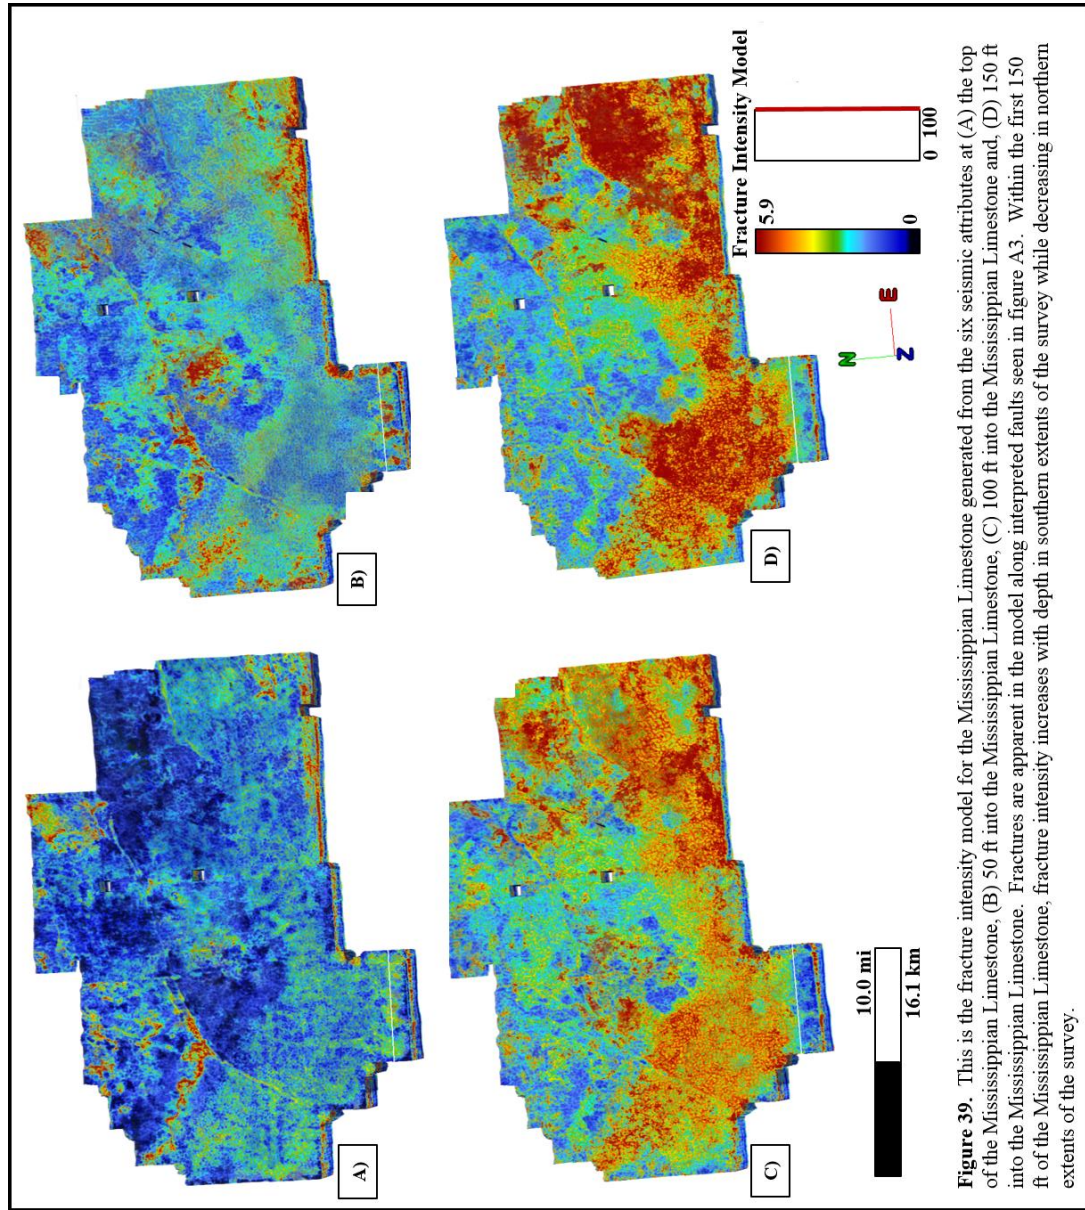 A)
B)
C)
D)
Fracture Intensity Model
5.9
0
0 100
N
E
Z
10.0 mi
16.1 km
Figure 39. This is the fracture intensity model for the Mississippian Limestone generated from the six seismic attributes at (A) the top
of the Mississippian Limestone, (B) 50 ft into the Mississippian Limestone, (C) 100 ft into the Mississippian Limestone and, (D) 150 ft
into the Mississippian Limestone. Fractures are apparent in the model along interpreted faults seen in figure A3. Within the first 150
ft of the Mississippian Limestone, fracture intensity increases with depth in southern extents of the survey while decreasing in northern
extents of the survey.